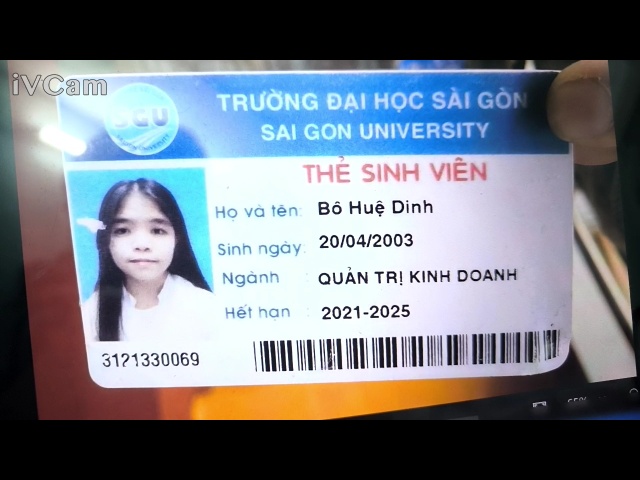 iVCam
SGU
TRƯỜNG ĐẠI HỌC SÀI GÒN
SAI GON UNIVERSITY
THẺ SINH VIÊN
Họ và tên: Bô Huệ Dinh
Sinh ngày: 20/04/2003
Ngành : QUẢN TRỊ KINH DOANH
Hết hạn : 2021-2025
3121330069